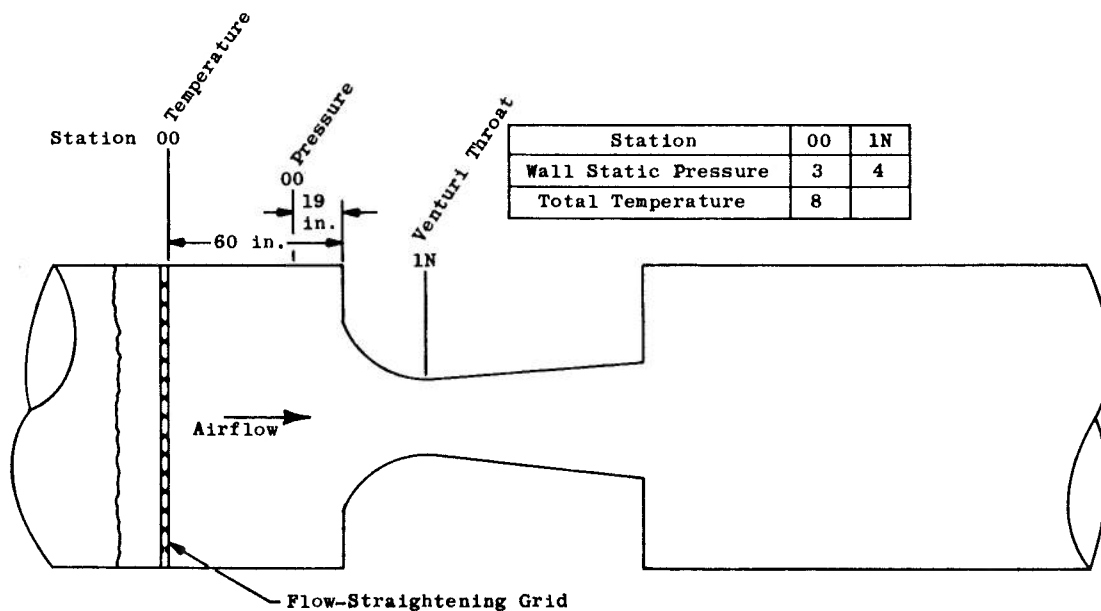 Station 00
Temperature
00
Pressure
Venturi Throat
1N
19
in.
60 in.
Station 00 1N
Wall Static Pressure 3 4
Total Temperature 8
Airflow
Flow-Straightening Grid